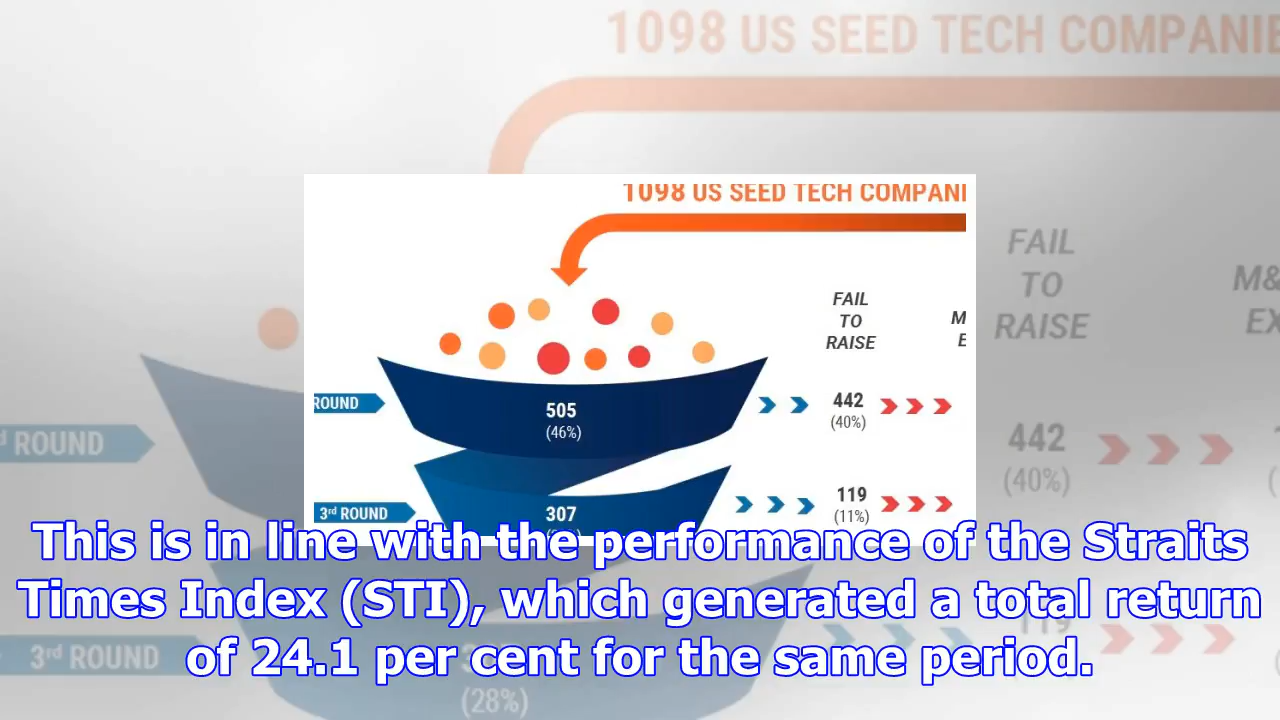 1098 US SEED TECH COMPANIE
1098 US SEED TECH COMPANI
FAIL
TO
RAISE
FAIL
TO
RAISE
M&
EX
M
E
ROUND
505
(46%)
442
(40%)
ROUND
442
(40%)
3rd ROUND
307
119
(11%)
This is in line with the performance of the Straits
Times Index (STI), which generated a total return
of 24.1 per cent for the same period.
3rd ROUND
(28%)
119